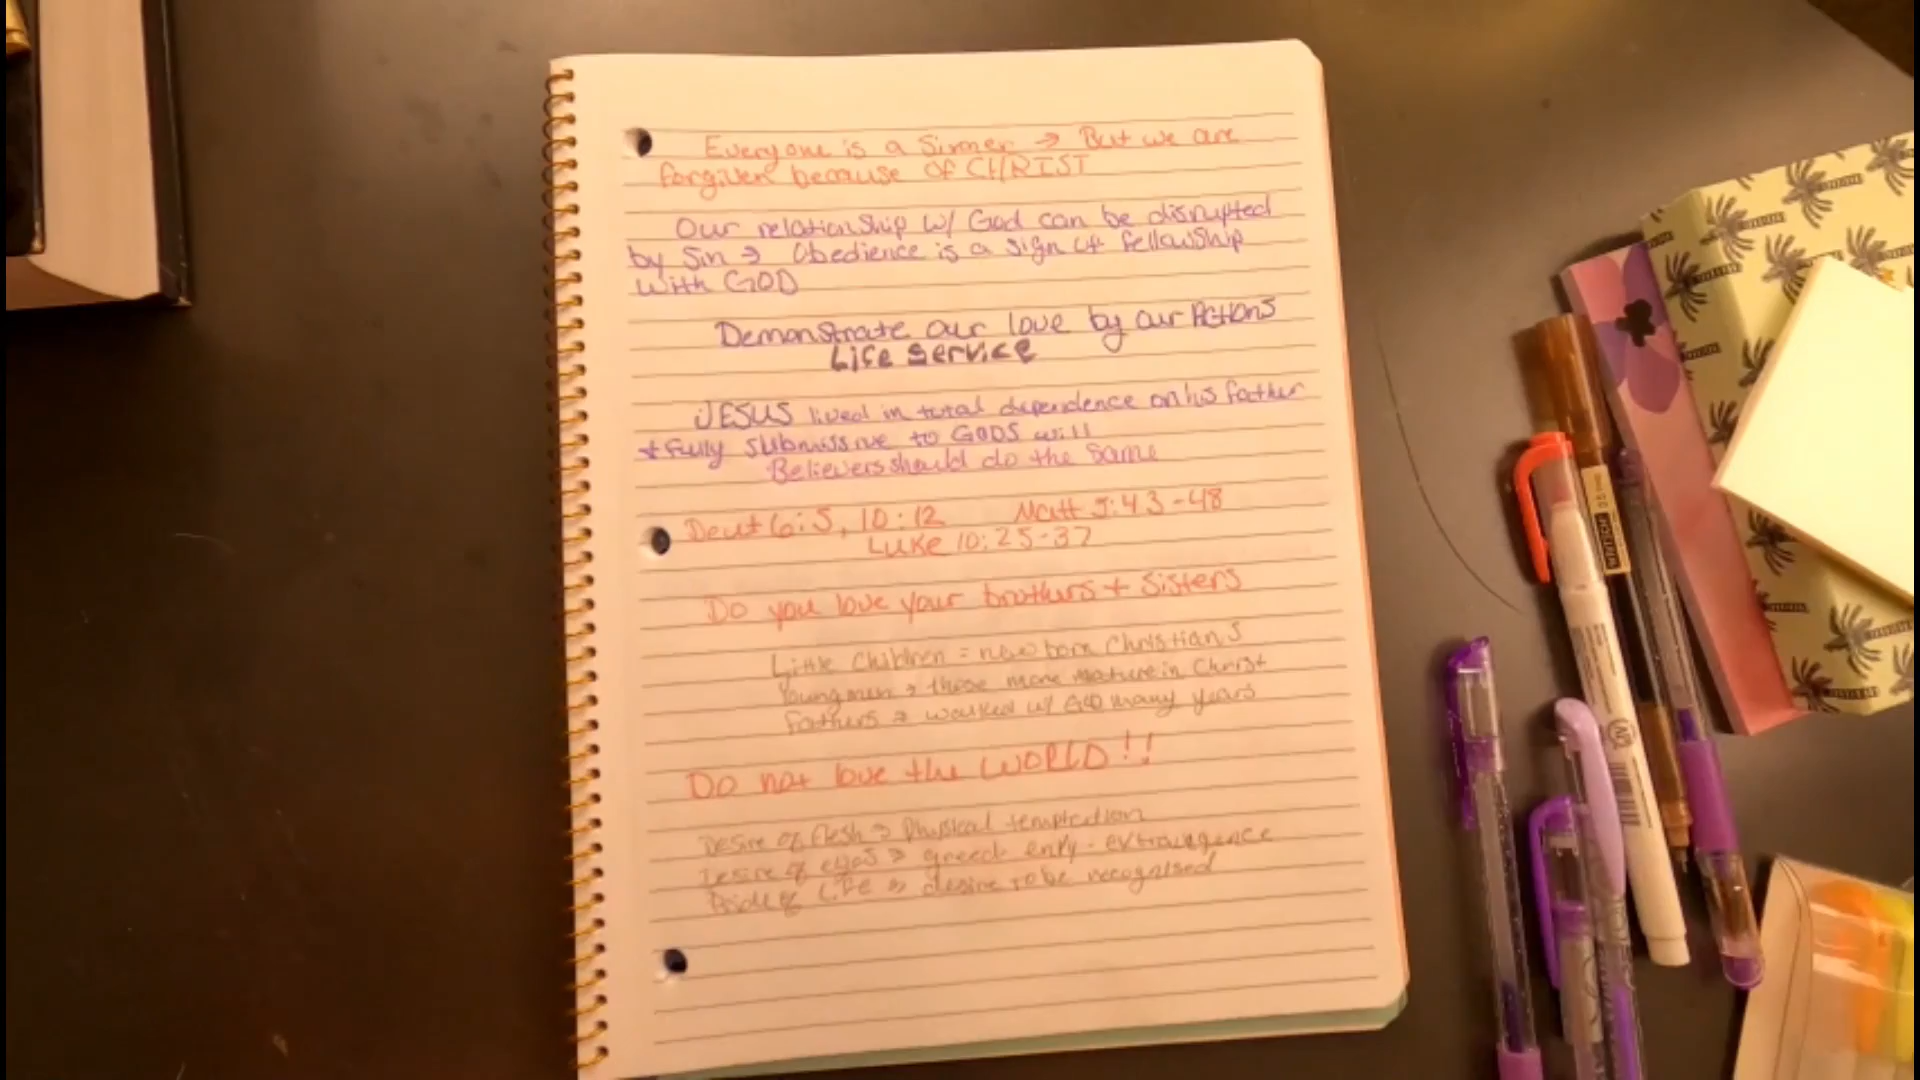 Everyone is a Sinner → But we are
forgiven because of CHRIST
Our relationship w/ God can be disrupted
by Sin → Obedience is a sign of fellowship
with GOD
Demonstrate our love by our Actions
Life Service
JESUS lived in total dependence on his father
* fully submissive to GODS will
Believers should do the same
Deut 6:5, 10:12 Matt 5:43-48
Luke 10:25-37
Do you love your brothers + Sisters
Little Children = new born Christians
Young men → those more mature in Christ
Fathers → walked w/ GOD many years
Do not love the WORLD!!
Desire of flesh → Physical temptation
Desire of eyes → greed - envy - extravagence
Pride of Life → desire to be recognised